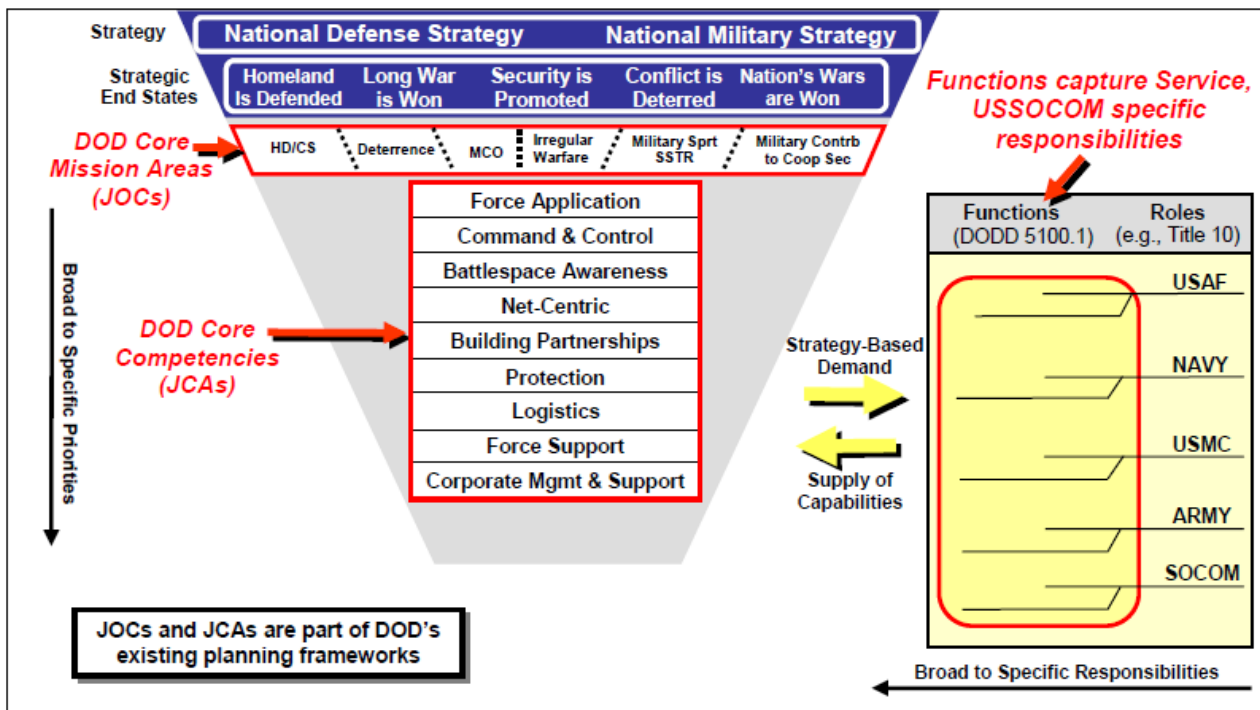 Strategy
National Defense Strategy
National Military Strategy
Strategic
End States
Homeland
Is Defended
Long War
is Won
Security is
Promoted
Conflict is
Deterred
Nation's Wars
are Won
DOD Core
Mission Areas
(JOCs)
HD/CS
Deterrence
MCO
Irregular
Warfare
Military Sprt
SSTR
Military Contrb
to Coop Sec
Functions capture Service,
USSOCOM specific
responsibilities
Broad to Specific Priorities
DOD Core
Competencies
(JCAs)
Force Application
Command & Control
Battlespace Awareness
Net-Centric
Building Partnerships
Protection
Logistics
Force Support
Corporate Mgmt & Support
Strategy-Based
Demand
Supply of
Capabilities
Functions
(DODD 5100.1)
Roles
(e.g., Title 10)
USAF
NAVY
USMC
ARMY
SOCOM
JOCs and JCAs are part of DOD's
existing planning frameworks
Broad to Specific Responsibilities